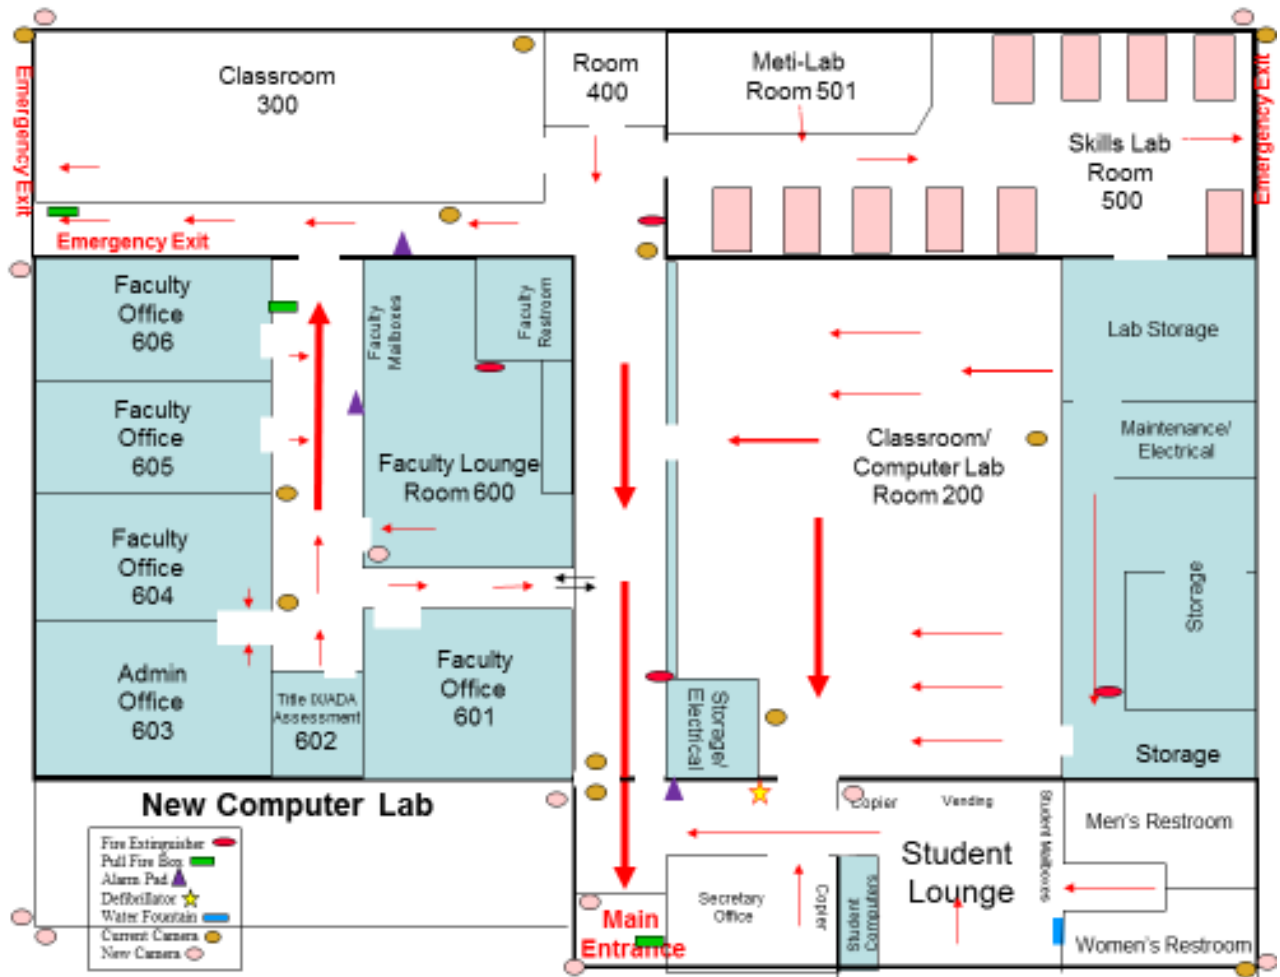 Classroom
300
Room
400
Meti-Lab
Room 501
Skills Lab
Room
500
Emergency Exit
Emergency Exit
Emergency Exit
Faculty
Office
606
Faculty
Mailboxes
Faculty
Restroom
Lab Storage
Faculty
Office
605
Faculty Lounge
Room 600
Classroom/
Computer Lab
Room 200
Maintenance/
Electrical
Faculty
Office
604
Storage
Admin
Office
603
Title IX/ADA
Assessment
602
Faculty
Office
601
Storage/
Electrical
Storage
New Computer Lab
Fire Extinguisher
Pull Fire Box
Alarm Pad
Defibrillator
Water Fountain
Current Camera
New Camera
Copier
Vending
Student Mailboxes
Men's Restroom
Student
Lounge
Secretary
Office
Copier
Student
Computers
Main
Entrance
Women's Restroom